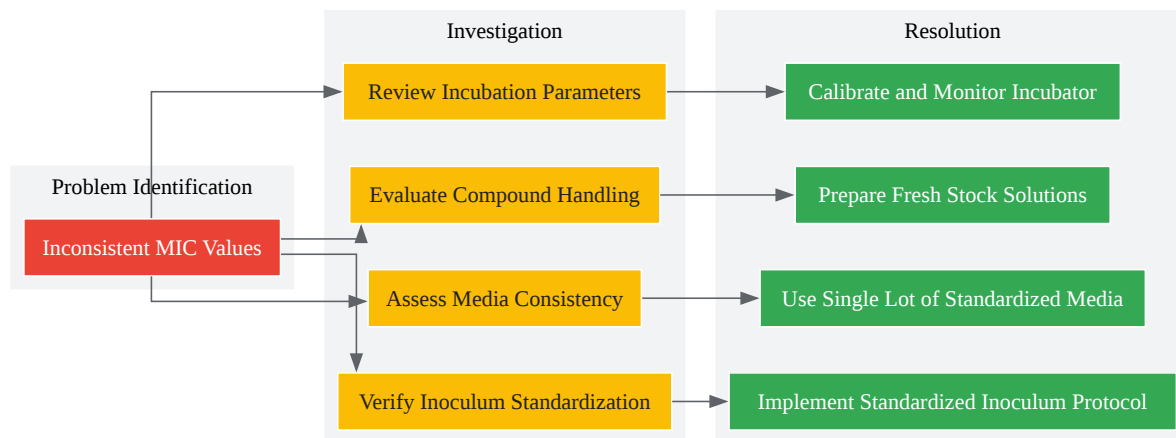 Investigation
Resolution
Review Incubation Parameters
Calibrate and Monitor Incubator
Problem Identification
Evaluate Compound Handling
Prepare Fresh Stock Solutions
Inconsistent MIC Values
Assess Media Consistency
Use Single Lot of Standardized Media
Verify Inoculum Standardization
Implement Standardized Inoculum Protocol